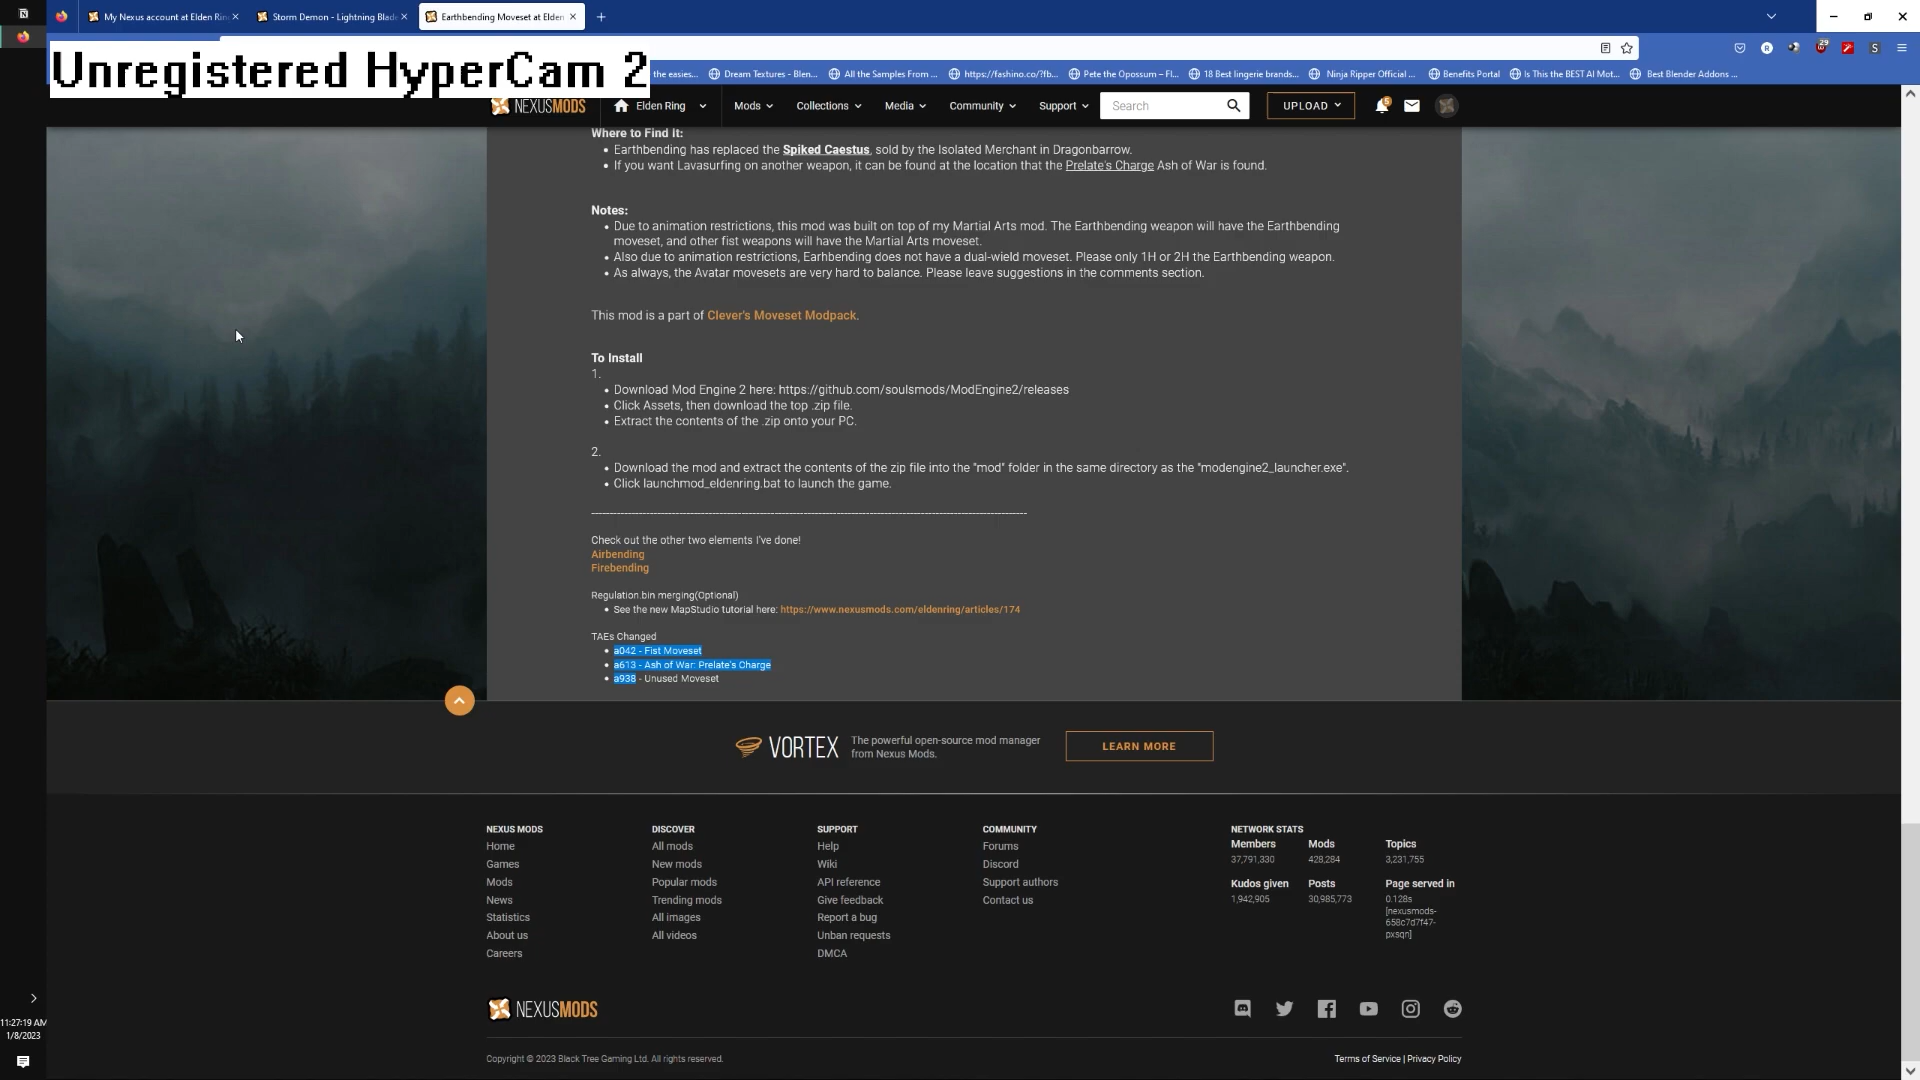 My Nexus account at Elden Rin
Storm Demon - Lightning Blade
Earthbending Moveset at Elden
Unregistered HyperCam 2
the easies...
Dream Textures - Blen...
All the Samples From ...
https://fashino.co/?fb...
Pete the Opossum – Fl...
18 Best lingerie brands...
Ninja Ripper Official ...
Benefits Portal
Is This the BEST AI Mot...
Best Blender Addons ...
29
NEXUSMODS
Elden Ring
Mods
Collections
Media
Community
Support
Search
UPLOAD
Where to Find it:
• Earthbending has replaced the Spiked Caestus, sold by the Isolated Merchant in Dragonbarrow.
• If you want Lavasurfing on another weapon, it can be found at the location that the Prelate's Charge Ash of War is found.
Notes:
• Due to animation restrictions, this mod was built on top of my Martial Arts mod. The Earthbending weapon will have the Earthbending
moveset, and other fist weapons will have the Martial Arts moveset.
• Also due to animation restrictions, Earhbending does not have a dual-wield moveset. Please only 1H or 2H the Earthbending weapon.
• As always, the Avatar movesets are very hard to balance. Please leave suggestions in the comments section.
This mod is a part of Clever's Moveset Modpack.
To Install
1.
• Download Mod Engine 2 here: https://github.com/soulsmods/ModEngine2/releases
• Click Assets, then download the top .zip file.
• Extract the contents of the .zip onto your PC.
2.
• Download the mod and extract the contents of the zip file into the "mod" folder in the same directory as the "modengine2_launcher.exe".
• Click launchmod_eldenring.bat to launch the game.
Check out the other two elements I've done!
Airbending
Firebending
Regulation.bin merging(Optional)
• See the new MapStudio tutorial here: https://www.nexusmods.com/eldenring/articles/174
TAEs Changed
• a042 - Fist Moveset
• a613 - Ash of War: Prelate's Charge
• a938 - Unused Moveset
VORTEX
The powerful open-source mod manager
from Nexus Mods.
LEARN MORE
NEXUS MODS
Home
Games
Mods
News
Statistics
About us
Careers
DISCOVER
All mods
New mods
Popular mods
Trending mods
All images
All videos
SUPPORT
Help
Wiki
API reference
Give feedback
Report a bug
Unban requests
DMCA
COMMUNITY
Forums
Discord
Support authors
Contact us
NETWORK STATS
Members
37,791,330
Mods
428,284
Topics
3,231,755
Kudos given
1,942,905
Posts
30,985,773
Page served in
0.128s
[nexusmods-
658c7d7f47-
pxsqn]
NEXUSMODS
Copyright © 2023 Black Tree Gaming Ltd. All rights reserved.
Terms of Service | Privacy Policy
11:27:19 AM
1/8/2023